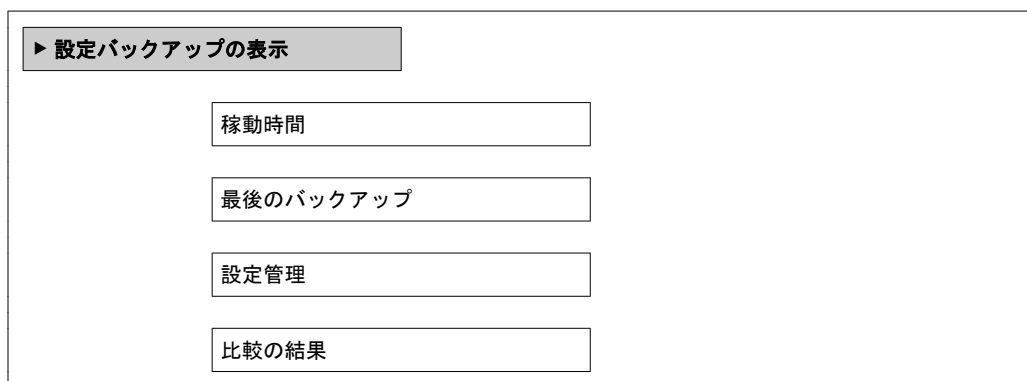 ▶ 設定バックアップの表示
稼動時間
最後のバックアップ
設定管理
比較の結果